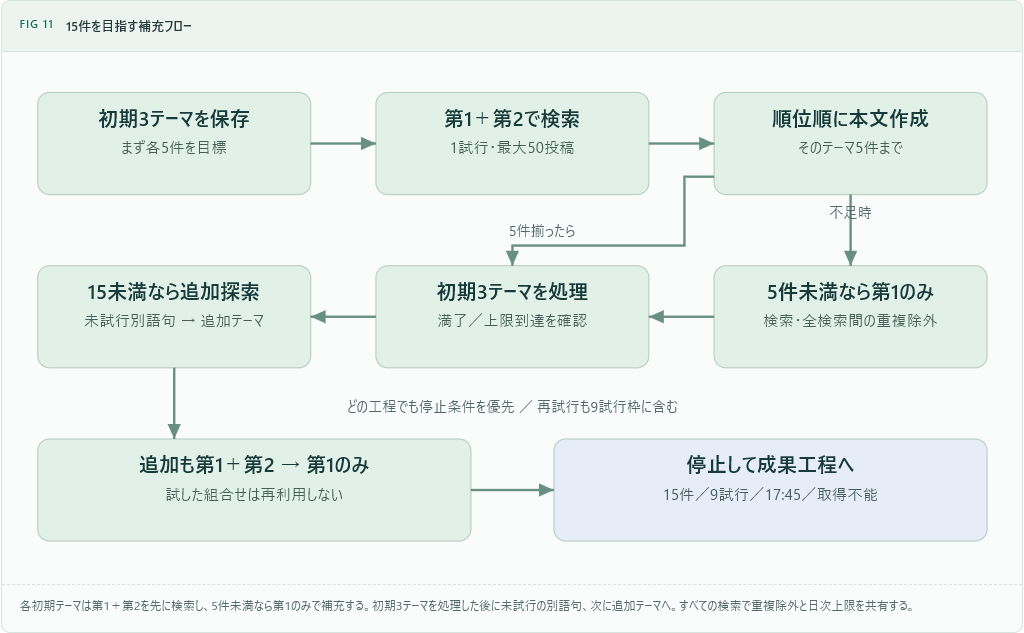 FIG 11 15件を目指す補充フロー
初期3テーマを保存
まず各5件を目標
第1＋第2で検索
1試行・最大50投稿
順位順に本文作成
そのテーマ5件まで
不足時
5件揃ったら
15未満なら追加探索
未試行別語句 → 追加テーマ
初期3テーマを処理
満了／上限到達を確認
5件未満なら第1のみ
検索・全検索間の重複除外
どの工程でも停止条件を優先 ／ 再試行も9試行枠に含む
追加も第1＋第2 → 第1のみ
試した組合せは再利用しない
停止して成果工程へ
15件／9試行／17:45／取得不能
各初期テーマは第1＋第2を先に検索し、5件未満なら第1のみで補充する。初期3テーマを処理した後に未試行の別語句、次に追加テーマへ。すべての検索で重複除外と日次上限を共有する。